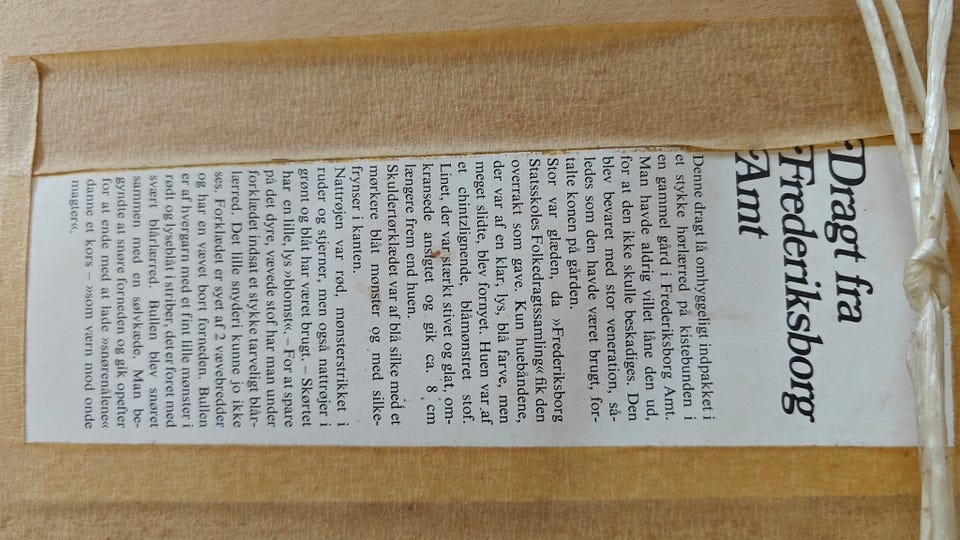 Dragt fra
Frederiksborg
Amt
Denne dragt lå omhyggeligt indpakket i
et stykke hørlærred på kistebunden i
en gammel gård i Frederiksborg Amt.
Man havde aldrig villet låne den ud,
for at den ikke skulle beskadiges. Den
blev bevaret med stor veneration, så-
ledes som den havde været brugt, for-
talte konen på gården.
Stor var glæden, da »Frederiksborg
Statsskoles Folkedragtssamling« fik den
overrakt som gave. Kun huebåndene,
der var af en klar, lys, blå farve, men
meget slidte, blev fornyet. Huen var af
et chintzlignende, blåmønstret stof.
Linet, der var stærkt stivet og glat, om-
kransede ansigtet og gik ca. 8 cm
længere frem end huen.
Skuldertørklædet var af blå silke med et
mørkere blåt mønster og med silke-
frynser i kanten.
Nattrøjen var rød, mønsterstrikket i
ruder og stjerner, men også nattrøjer i
grønt og blåt har været brugt. – Skørtet
har en lille, lys »blomst«. – For at spare
på det dyre, vævede stof har man under
forklædet indsat et stykke tarveligt blår-
lærred. Det lille snyderi kunne jo ikke
ses. Forklædet er syet af 2 vævebredder
og har en vævet bort forneden. Bullen
er af hvergarn med et fint lille mønster i
rødt og lyseblåt i striber, det er foret med
svært blårlærred. Bullen blev snøret
sammen med en sølvkæde. Man be-
gyndte at snøre forneden og gik opefter
for at ende med at lade »snørenålene«
danne et kors – »som værn mod onde
magter«.